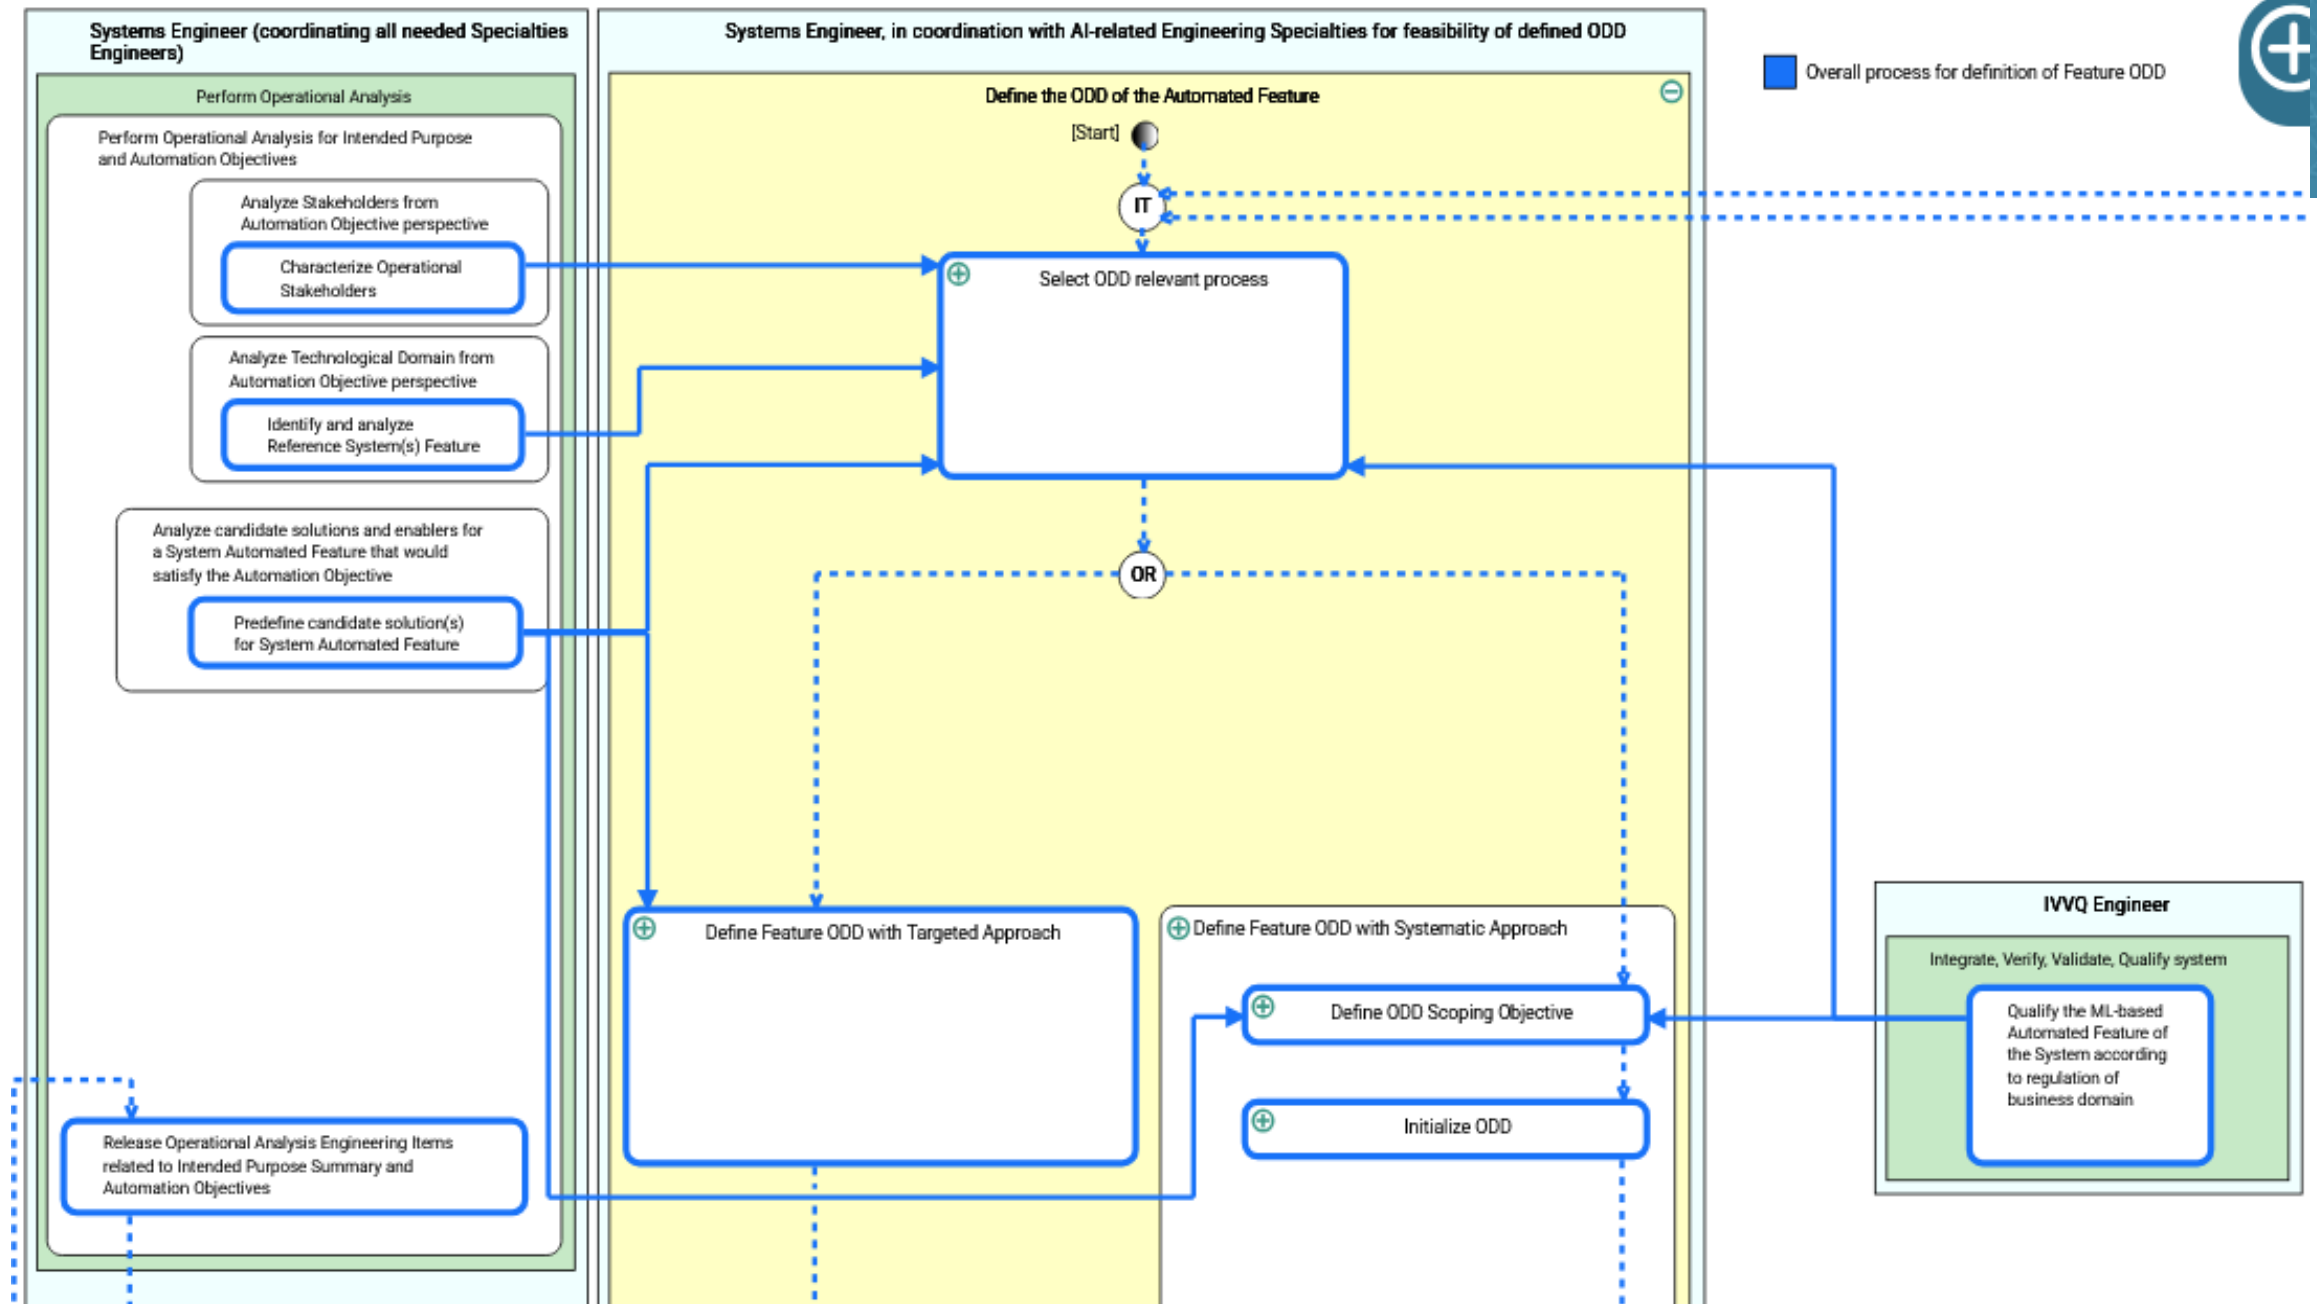 Systems Engineer (coordinating all needed Specialties
Engineers)
Perform Operational Analysis
Perform Operational Analysis for Intended Purpose
and Automation Objectives
Analyze Stakeholders from
Automation Objective perspective
Characterize Operational
Stakeholders
Analyze Technological Domain from
Automation Objective perspective
Identify and analyze
Reference System(s) Feature
Analyze candidate solutions and enablers for
a System Automated Feature that would
satisfy the Automation Objective
Predefine candidate solution(s)
for System Automated Feature
Release Operational Analysis Engineering Items
related to Intended Purpose Summary and
Automation Objectives
Systems Engineer, in coordination with AI-related Engineering Specialties for feasibility of defined ODD
Define the ODD of the Automated Feature
[Start]
IT
Select ODD relevant process
OR
Define Feature ODD with Targeted Approach
Define Feature ODD with Systematic Approach
Define ODD Scoping Objective
Initialize ODD
Overall process for definition of Feature ODD
IVVQ Engineer
Integrate, Verify, Validate, Qualify system
Qualify the ML-based
Automated Feature of
the System according
to regulation of
business domain